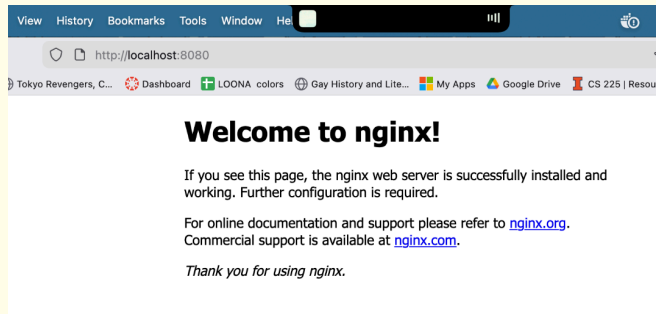 View History Bookmarks Tools Window He
http://localhost:8080
Tokyo Revengers, C... Dashboard LOONA colors Gay History and Lite... My Apps Google Drive CS 225 | Resou
Welcome to nginx!
If you see this page, the nginx web server is successfully installed and
working. Further configuration is required.
For online documentation and support please refer to nginx.org.
Commercial support is available at nginx.com.
Thank you for using nginx.